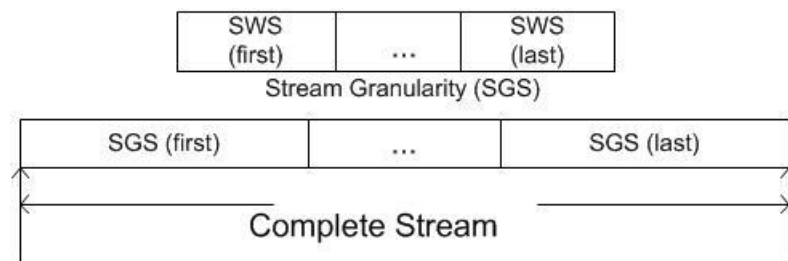 SWS (first) ... SWS (last)
Stream Granularity (SGS)
SGS (first) ... SGS (last)
Complete Stream